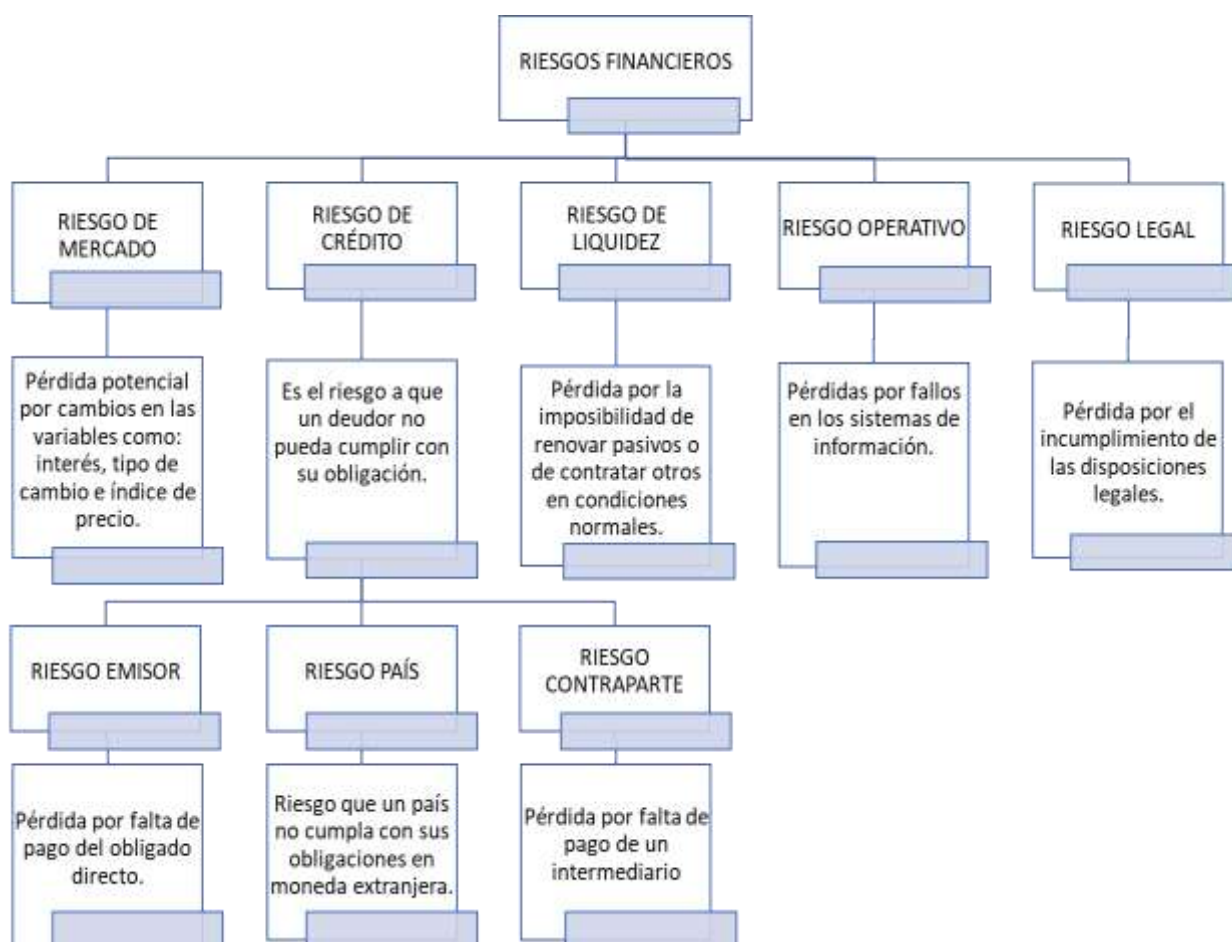 RIESGOS FINANCIEROS
RIESGO DE
MERCADO
RIESGO DE
CRÉDITO
RIESGO DE
LIQUIDEZ
RIESGO OPERATIVO
RIESGO LEGAL
Pérdida potencial
por cambios en las
variables como:
interés, tipo de
cambio e índice de
precio.
Es el riesgo a que
un deudor no
pueda cumplir con
su obligación.
Pérdida por la
imposibilidad de
renovar pasivos o
de contratar otros
en condiciones
normales.
Pérdidas por fallos
en los sistemas de
información.
Pérdida por el
incumplimiento de
las disposiciones
legales.
RIESGO EMISOR
RIESGO PAÍS
RIESGO
CONTRAPARTE
Pérdida por falta de
pago del obligado
directo.
Riesgo que un país
no cumpla con sus
obligaciones en
moneda extranjera.
Pérdida por falta de
pago de un
intermediario